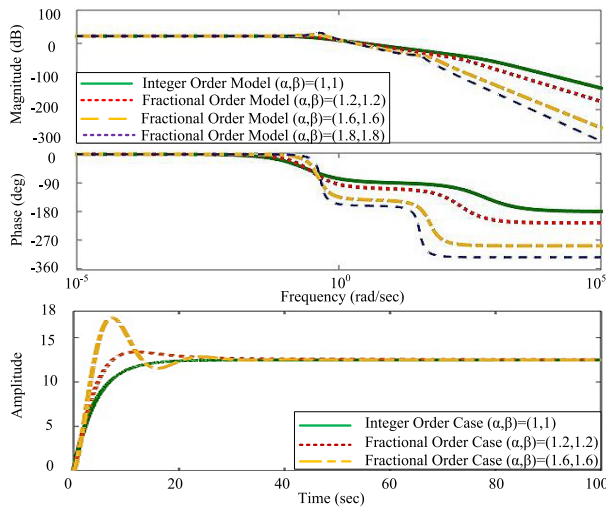 100
0
-100
-200
-300
Magnitude (dB)
Integer Order Model (α,β)=(1,1)
Fractional Order Model (α,β)=(1.2,1.2)
Fractional Order Model (α,β)=(1.6,1.6)
Fractional Order Model (α,β)=(1.8,1.8)
0
-90
-180
-270
-360
Phase (deg)
10^-5
10^0
10^5
Frequency (rad/sec)
18
15
10
5
0
Amplitude
Integer Order Case (α,β)=(1,1)
Fractional Order Case (α,β)=(1.2,1.2)
Fractional Order Case (α,β)=(1.6,1.6)
0
20
40
60
80
100
Time (sec)